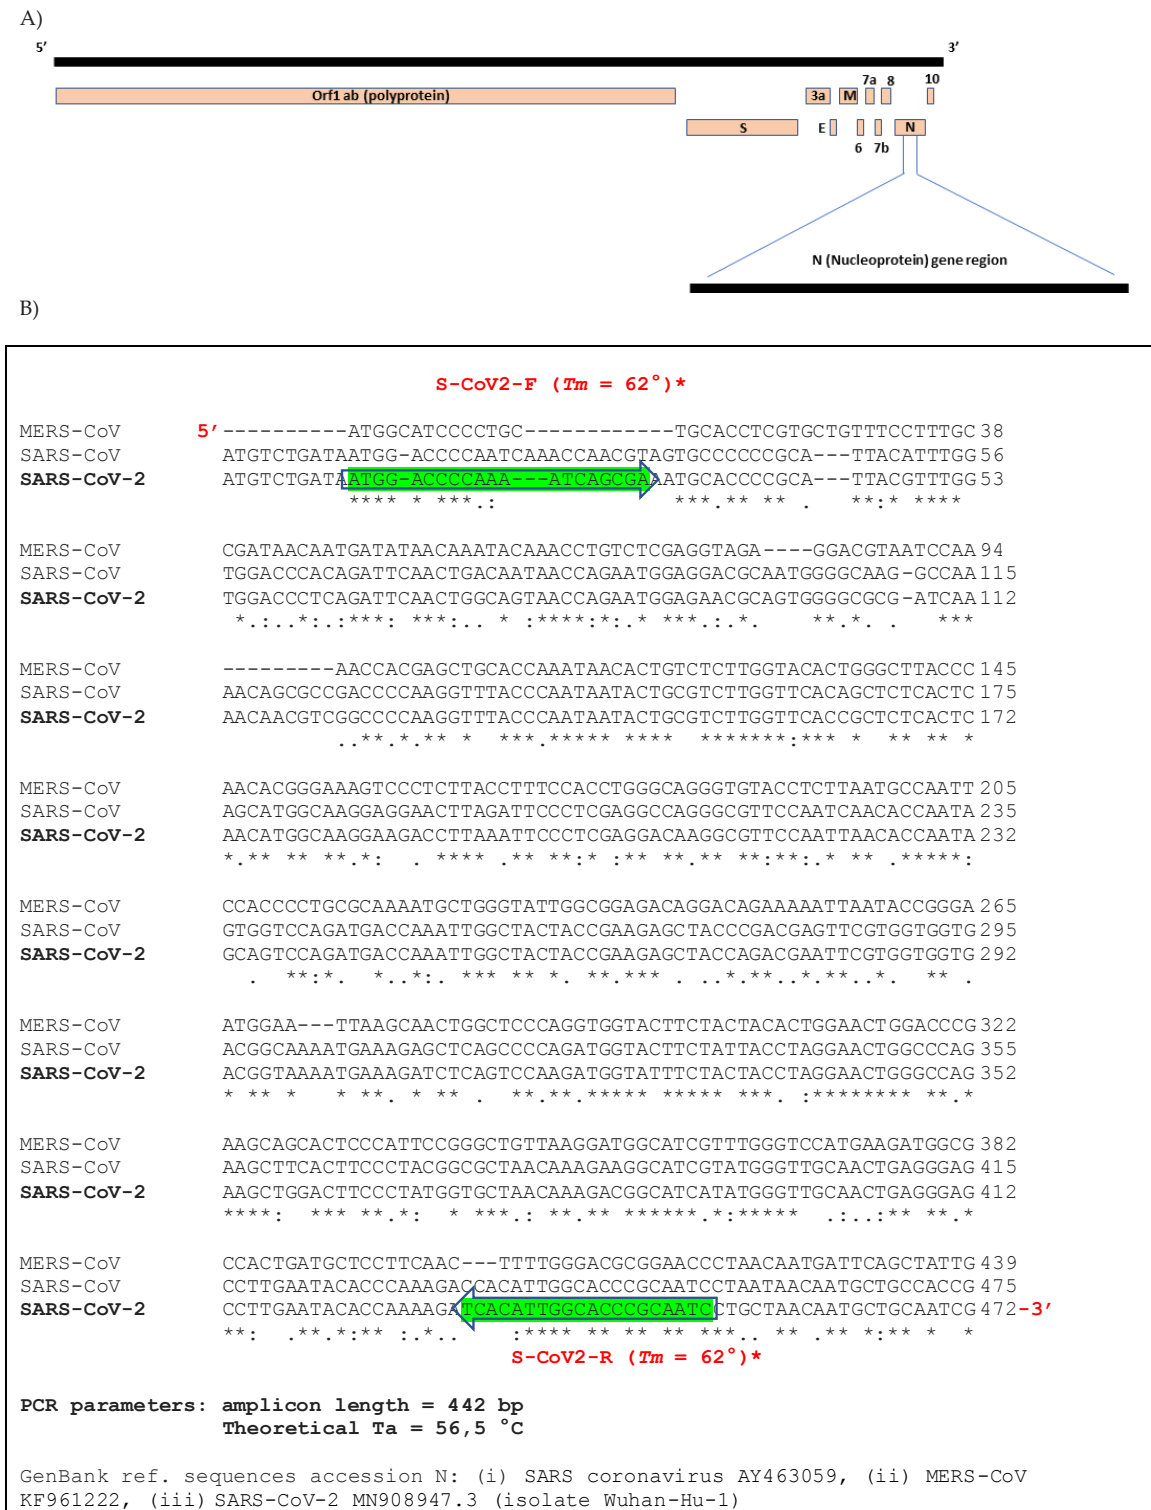 A)
5′ 3′
7a 8 10
Orf1 ab (polyprotein) 3a M
S E N
6 7b
N (Nucleoprotein) gene region
B)
S-CoV2-F (Tm = 62°)*
MERS-CoV 5′----------ATGGCATCCCCTGC------------TGCACCTCGTGCTGTTTCCTTTGC 38
SARS-CoV ATGTCTGATAATGG-ACCCCAATCAAACCAACGTAGTGCCCCCCGCA---TTACATTTGG 56
SARS-CoV-2 ATGTCTGATAATGG-ACCCCAAA---ATCAGCGAAATGCACCCCGCA---TTACGTTTGG 53
**** * ***.: ***.** ** . **:* ****
MERS-CoV CGATAACAATGATATAACAAATACAAACCTGTCTCGAGGTAGA----GGACGTAATCCAA 94
SARS-CoV TGGACCCACAGATTCAACTGACAATAACCAGAATGGAGGACGCAATGGGGCAAG-GCCAA 115
SARS-CoV-2 TGGACCCTCAGATTCAACTGGCAGTAACCAGAATGGAGAACGCAGTGGGGCGCG-ATCAA 112
*.:..*:.:***: ***:.. * :****:*:.* ***.:.*. **.*. . ***
MERS-CoV ---------AACCACGAGCTGCACCAAATAACACTGTCTCTTGGTACACTGGGCTTACCC 145
SARS-CoV AACAGCGCCGACCCCAAGGTTTACCCAATAATACTGCGTCTTGGTTCACAGCTCTCACTC 175
SARS-CoV-2 AACAACGTCGGCCCCAAGGTTTACCCAATAATACTGCGTCTTGGTTCACCGCTCTCACTC 172
..**.*.** * ***.***** **** *******:*** * ** ** *
MERS-CoV AACACGGGAAAGTCCCTCTTACCTTTCCACCTGGGCAGGGTGTACCTCTTAATGCCAATT 205
SARS-CoV AGCATGGCAAGGAGGAACTTAGATTCCCTCGAGGCCAGGGCGTTCCAATCAACACCAATA 235
SARS-CoV-2 AACATGGCAAGGAAGACCTTAAATTCCCTCGAGGACAAGGCGTTCCAATTAACACCAATA 232
*.** ** **.*: . **** .** **:* :** **.** **:**:.* ** .*****:
MERS-CoV CCACCCCTGCGCAAAATGCTGGGTATTGGCGGAGACAGGACAGAAAAATTAATACCGGGA 265
SARS-CoV GTGGTCCAGATGACCAAATTGGCTACTACCGAAGAGCTACCCGACGAGTTCGTGGTGGTG 295
SARS-CoV-2 GCAGTCCAGATGACCAAATTGGCTACTACCGAAGAGCTACCAGACGAATTCGTGGTGGTG 292
. **:*. *..*:. *** ** *. **.*** . ..*.**..*.**..*. ** .
MERS-CoV ATGGAA---TTAAGCAACTGGCTCCCAGGTGGTACTTCTACTACACTGGAACTGGACCCG 322
SARS-CoV ACGGCAAAATGAAAGAGCTCAGCCCCAGATGGTACTTCTATTACCTAGGAACTGGCCCAG 355
SARS-CoV-2 ACGGTAAAATGAAAGATCTCAGTCCAAGATGGTATTTCTACTACCTAGGAACTGGGCCAG 352
* ** * * **. * ** . **.**.***** ***** ***. :******** **.*
MERS-CoV AAGCAGCACTCCCATTCCGGGCTGTTAAGGATGGCATCGTTTGGGTCCATGAAGATGGCG 382
SARS-CoV AAGCTTCACTTCCCTACGGCGCTAACAAAGAAGGCATCGTATGGGTTGCAACTGAGGGAG 415
SARS-CoV-2 AAGCTGGACTTCCCTATGGTGCTAACAAAGACGGCATCATATGGGTTGCAACTGAGGGAG 412
****: *** **.*: * ***.: **.** ******.*:***** .:..:** **.*
MERS-CoV CCACTGATGCTCCTTCAAC---TTTTGGGACGCGGAACCCTAACAATGATTCAGCTATTG 439
SARS-CoV CCTTGAATACACCCAAAGACCACATTGGCACCCGCAATCCTAATAACAATGCTGCCACCG 475
SARS-CoV-2 CCTTGAATACACCAAAAGATCACATTGGCACCCGCAATCCTGCTAACAATGCTGCAATCG 472-3′
**: .**.*:** :.*.. :**** ** ** ** ***.. ** .** *:** * *
S-CoV2-R (Tm = 62°)*
PCR parameters: amplicon length = 442 bp
Theoretical Ta = 56,5 °C
GenBank ref. sequences accession N: (i) SARS coronavirus AY463059, (ii) MERS-CoV
KF961222, (iii) SARS-CoV-2 MN908947.3 (isolate Wuhan-Hu-1)